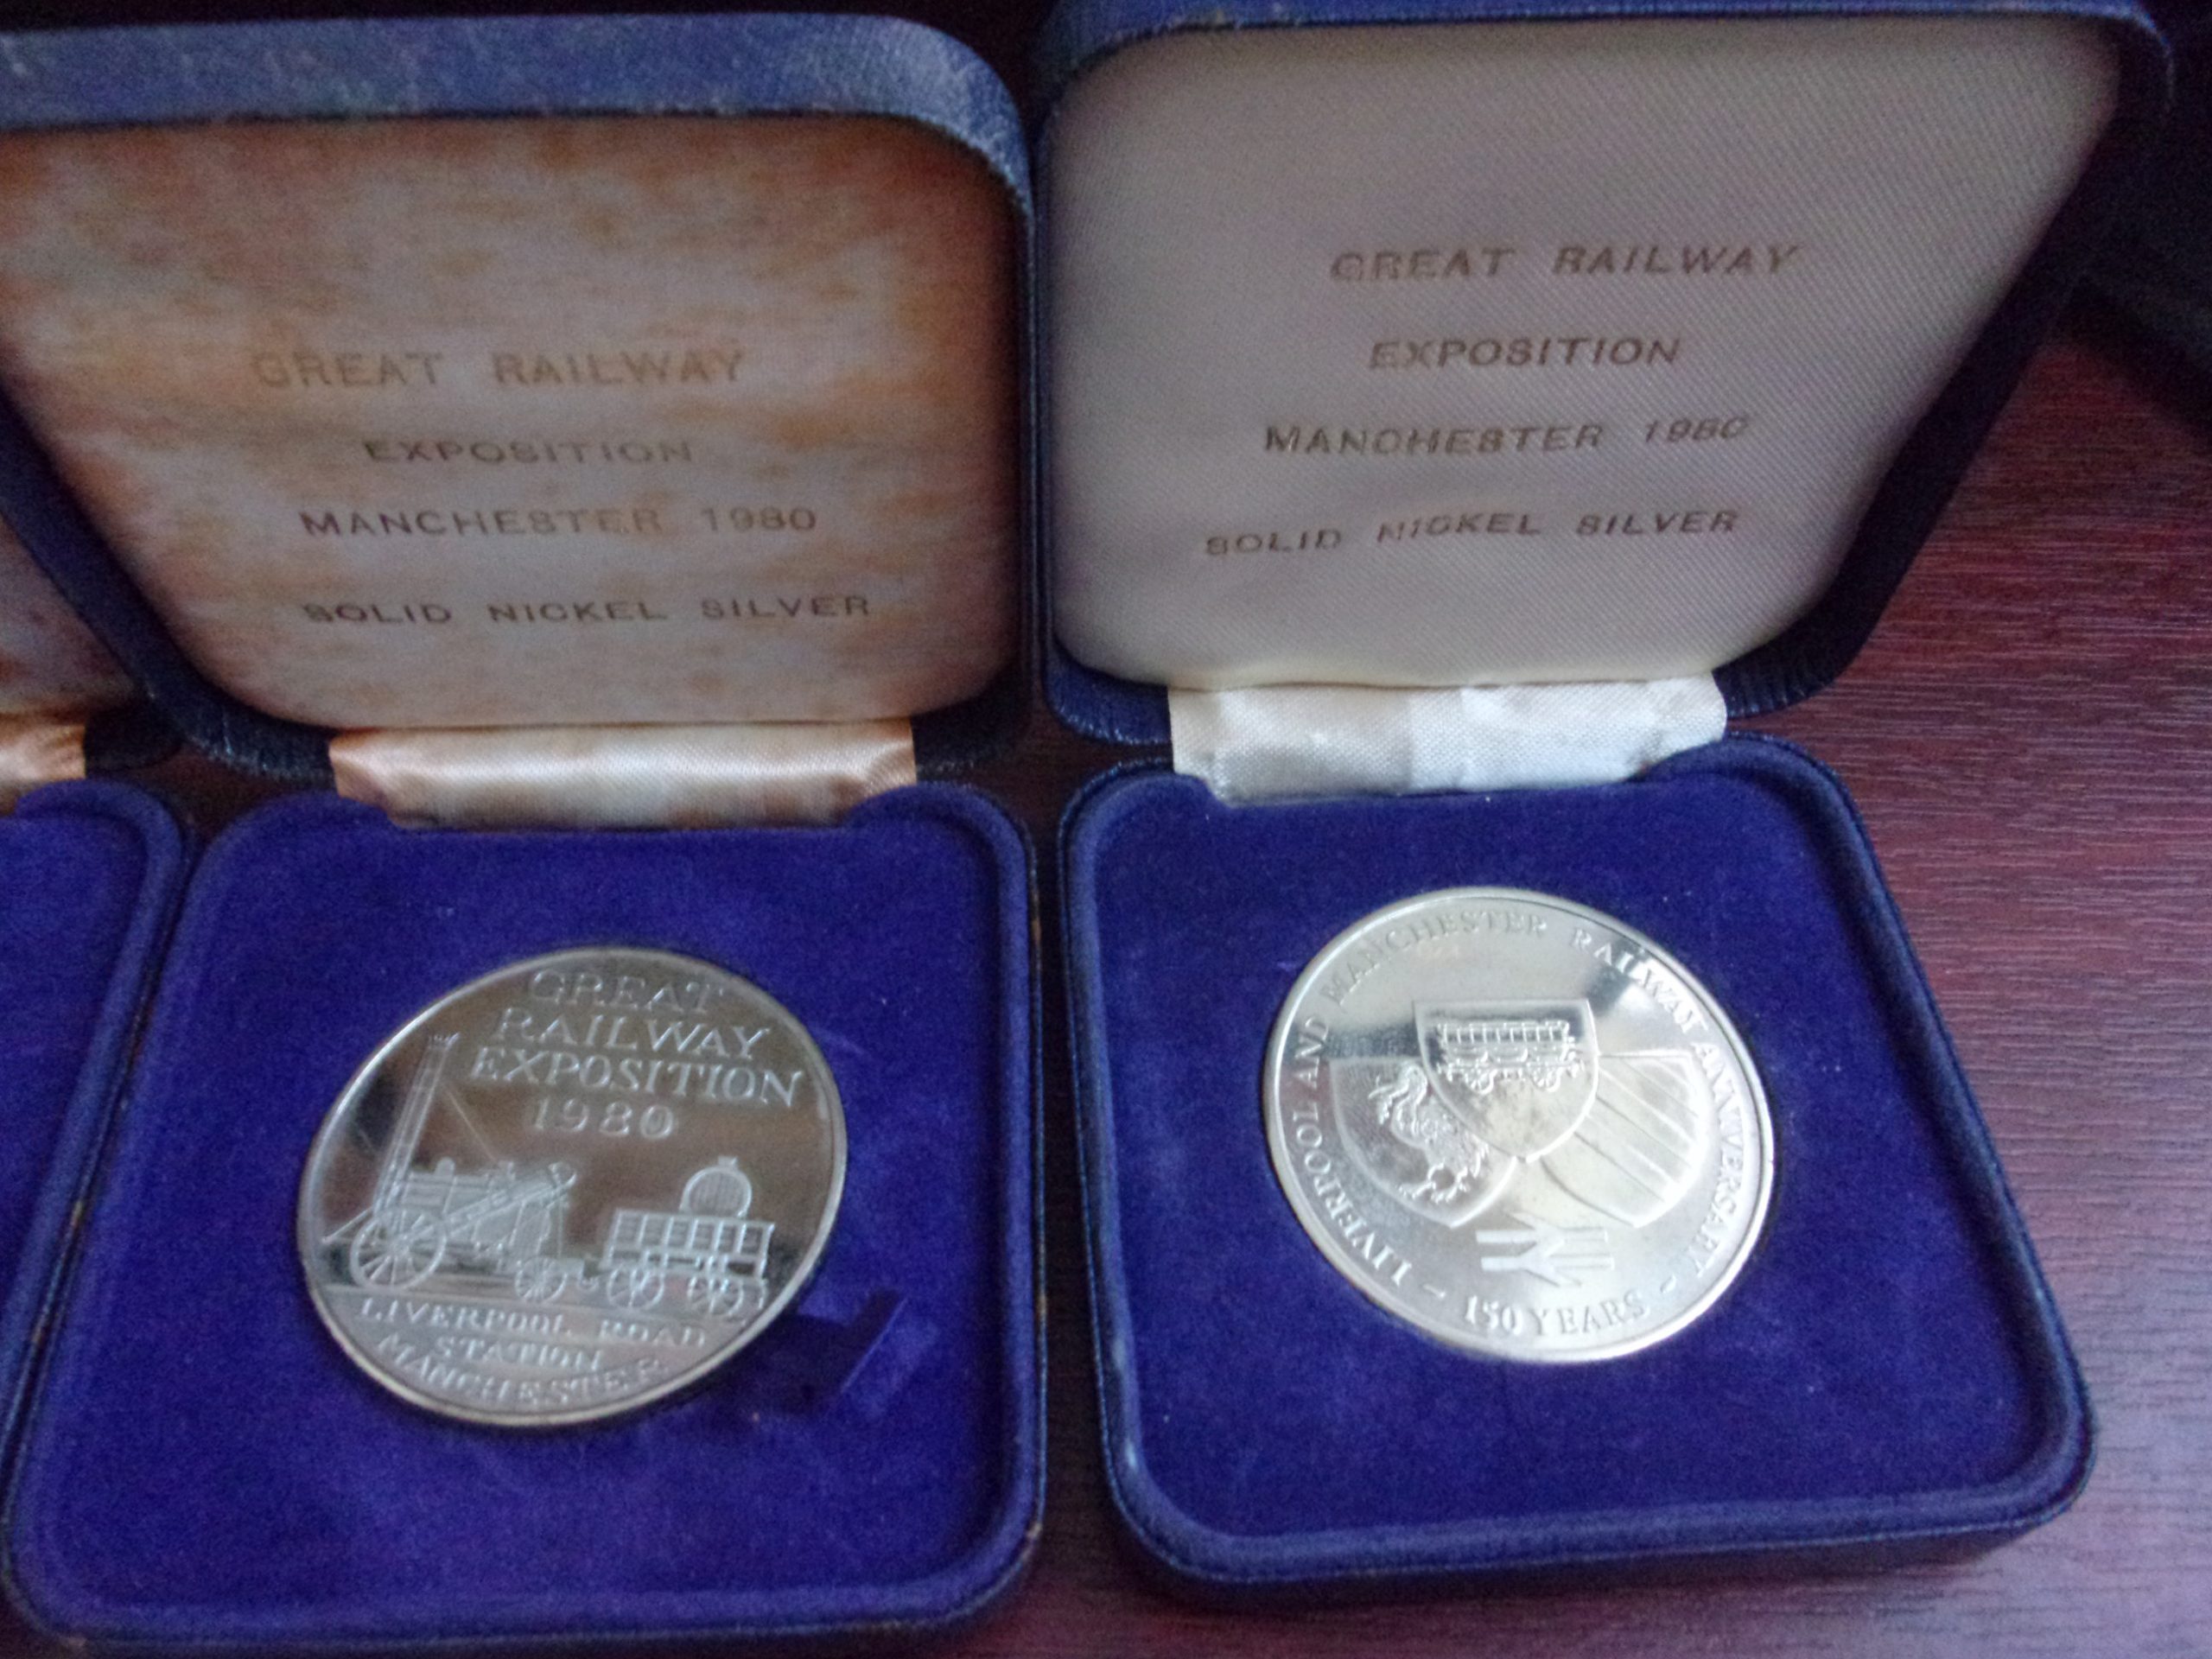 GREAT RAILWAY
EXPOSITION
MANCHESTER 1980
SOLID NICKEL SILVER
GREAT
RAILWAY
EXPOSITION
1980
LIVERPOOL ROAD
STATION
MANCHESTER
GREAT RAILWAY
EXPOSITION
MANCHESTER 1980
SOLID NICKEL SILVER
LIVERPOOL AND MANCHESTER RAILWAY ANNIVERSARY
- 150 YEARS -